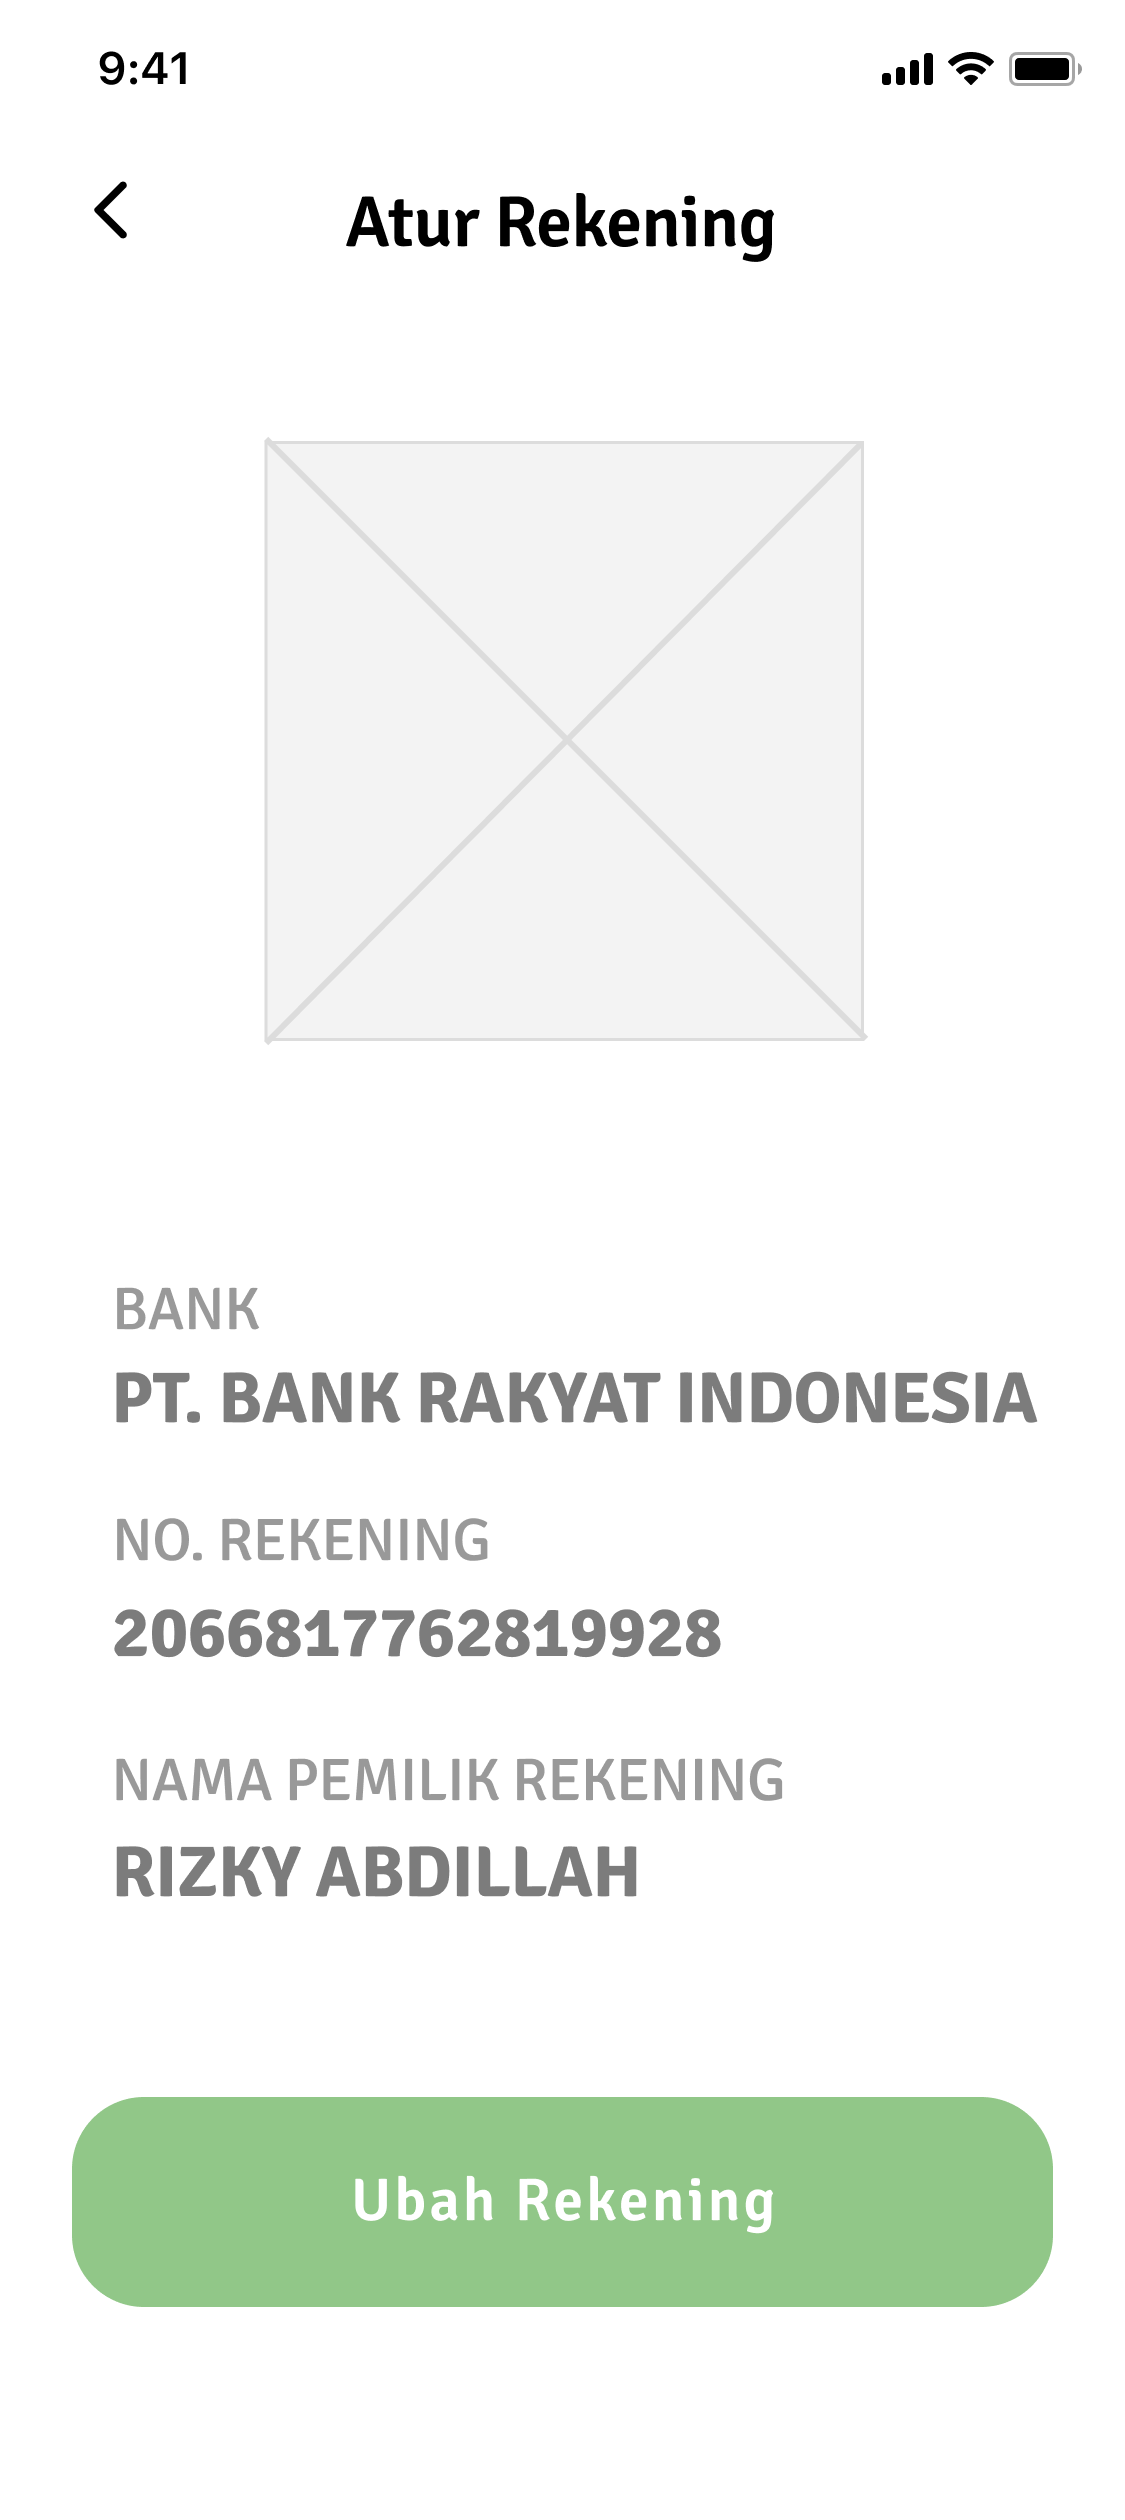 9:41
Atur Rekening
BANK
PT. BANK RAKYAT INDONESIA
NO. REKENING
2066817762819928
NAMA PEMILIK REKENING
RIZKY ABDILLAH
Ubah Rekening